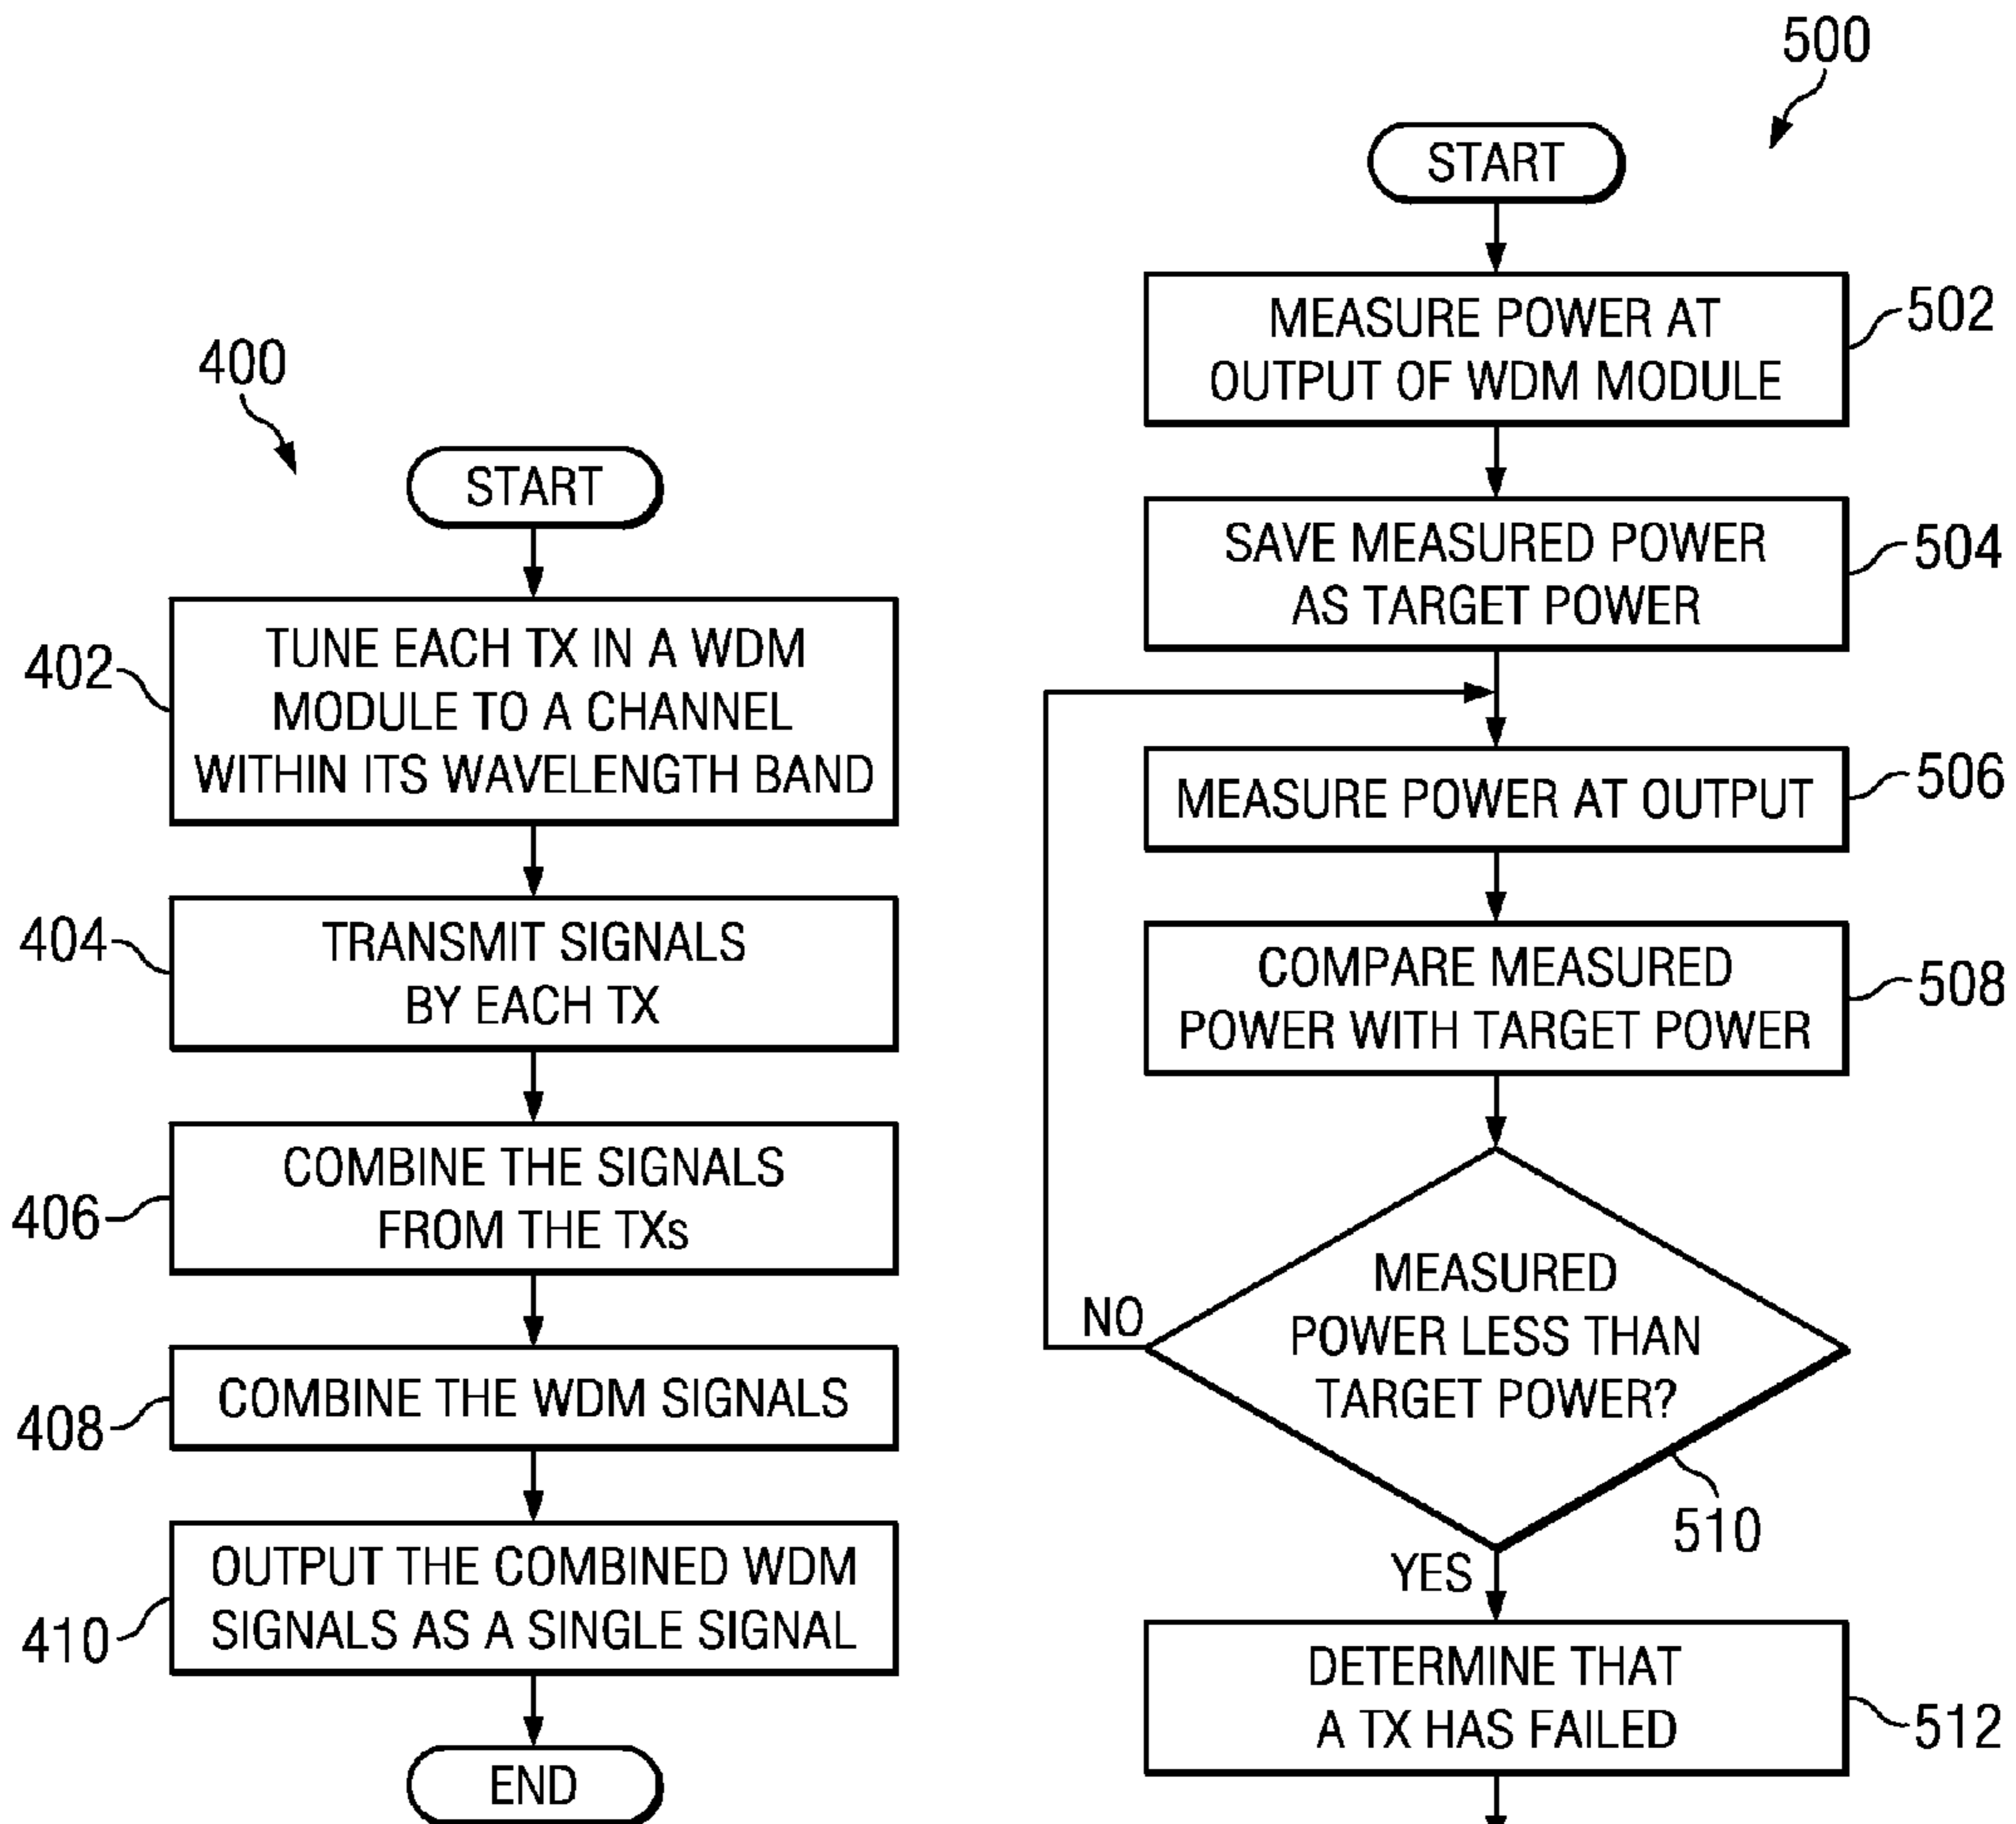 400
START
402
TUNE EACH TX IN A WDM
MODULE TO A CHANNEL
WITHIN ITS WAVELENGTH BAND
404
TRANSMIT SIGNALS
BY EACH TX
406
COMBINE THE SIGNALS
FROM THE TXs
408
COMBINE THE WDM SIGNALS
410
OUTPUT THE COMBINED WDM
SIGNALS AS A SINGLE SIGNAL
END
500
START
MEASURE POWER AT
OUTPUT OF WDM MODULE
502
SAVE MEASURED POWER
AS TARGET POWER
504
MEASURE POWER AT OUTPUT
506
COMPARE MEASURED
POWER WITH TARGET POWER
508
MEASURED
POWER LESS THAN
TARGET POWER?
NO
510
YES
DETERMINE THAT
A TX HAS FAILED
512